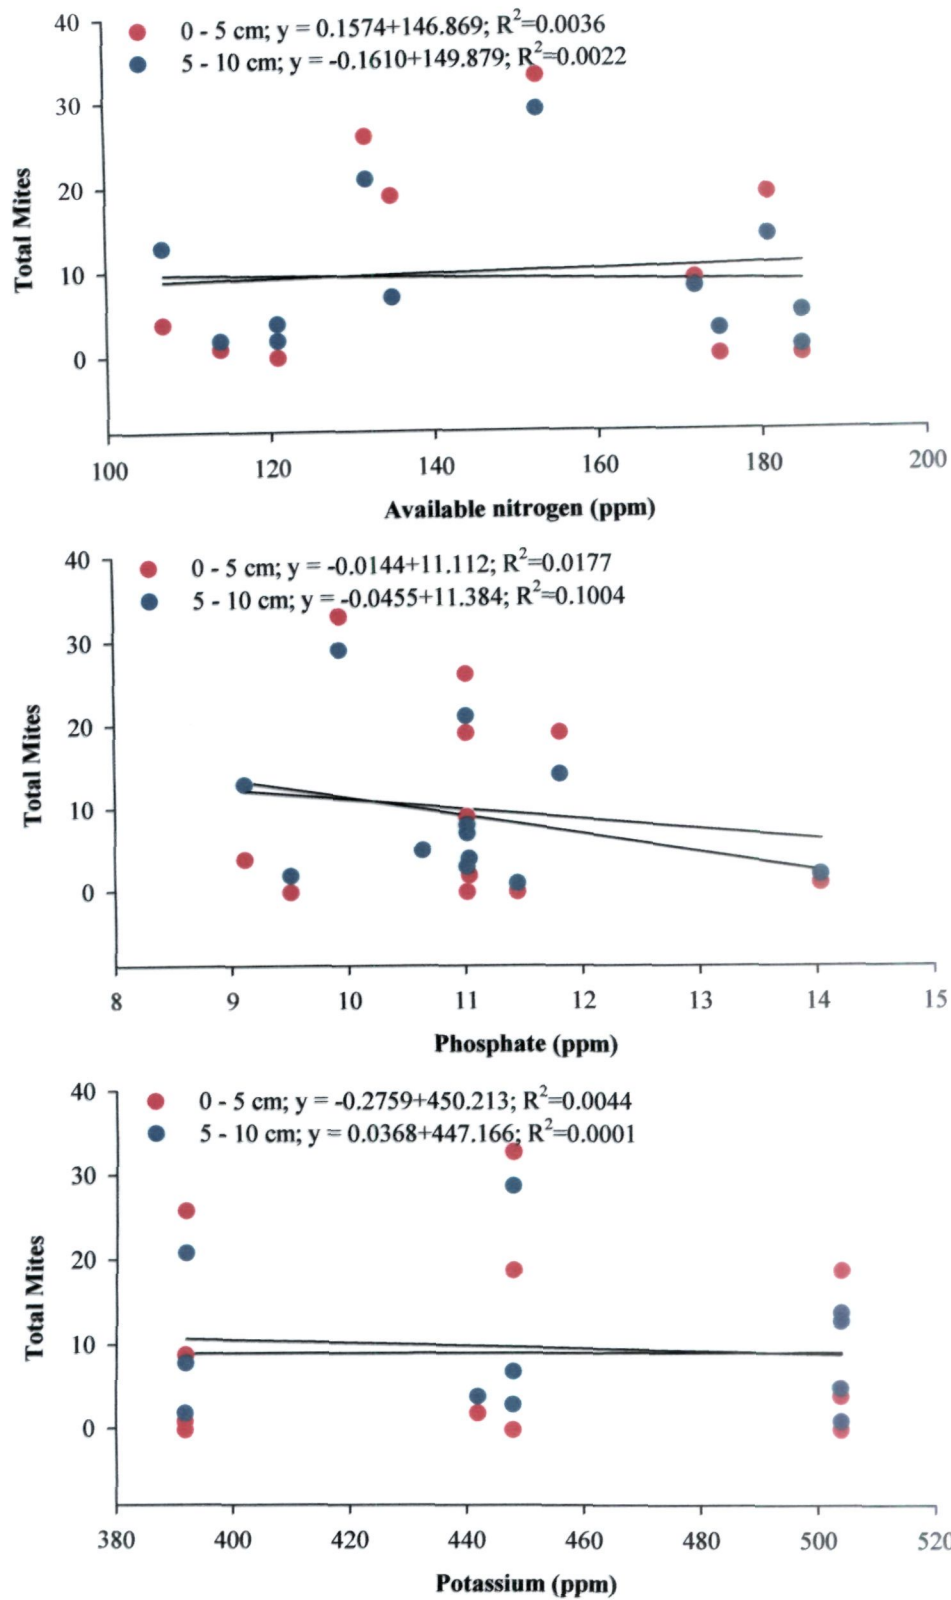 40
0 - 5 cm; y = 0.1574+146.869; R²=0.0036
5 - 10 cm; y = -0.1610+149.879; R²=0.0022
30
20
10
0
Total Mites
100 120 140 160 180 200
Available nitrogen (ppm)
40
0 - 5 cm; y = -0.0144+11.112; R²=0.0177
5 - 10 cm; y = -0.0455+11.384; R²=0.1004
30
20
10
0
Total Mites
8 9 10 11 12 13 14 15
Phosphate (ppm)
40
0 - 5 cm; y = -0.2759+450.213; R²=0.0044
5 - 10 cm; y = 0.0368+447.166; R²=0.0001
30
20
10
0
Total Mites
380 400 420 440 460 480 500 520
Potassium (ppm)